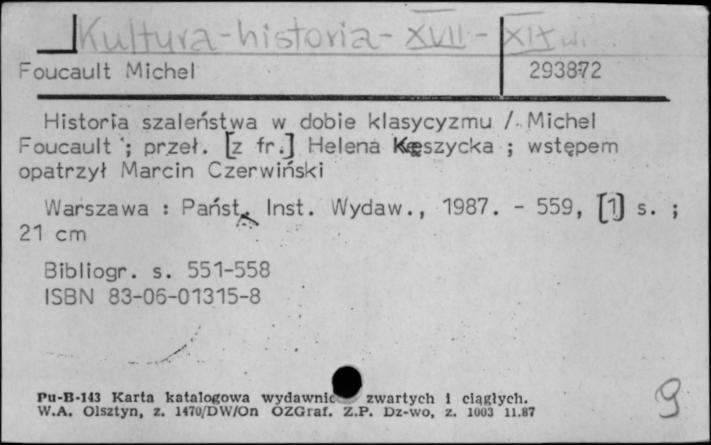 Kultura-historia-XVII-XIX w.
Foucault Michel 293872
Historia szaleństwa w dobie klasycyzmu / Michel
Foucault ; przeł. [z fr.] Helena Kęszycka ; wstępem
opatrzył Marcin Czerwiński
Warszawa : Państ. Inst. Wydaw., 1987. - 559, [1] s. ;
21 cm
Bibliogr. s. 551-558
ISBN 83-06-01315-8
Pu-B-143 Karta katalogowa wydawnic zwartych i ciągłych.
W.A. Olsztyn, z. 1470/DW/On OZGraf. Z.P. Dz-wo, z. 1003 11.87
9